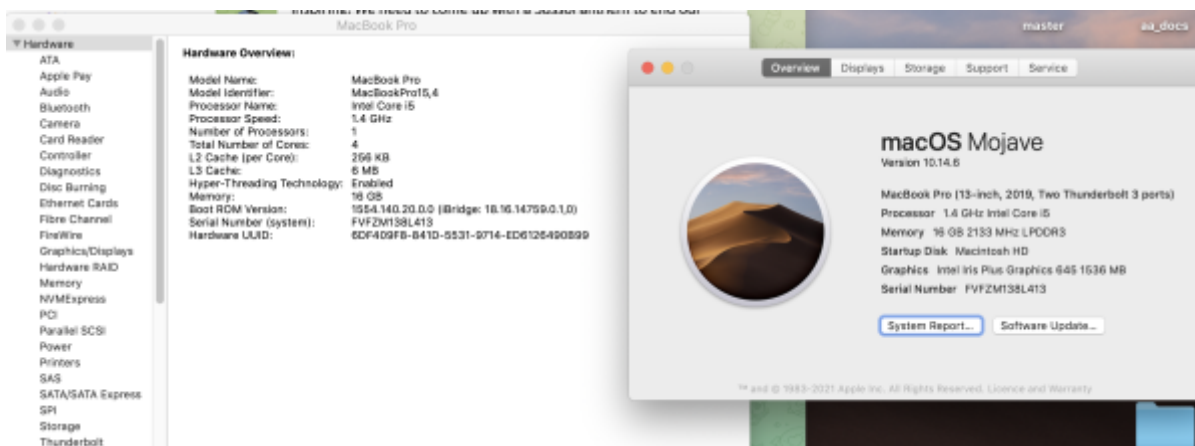 inspiring. We need to come up with a
MacBook Pro
Hardware
ATA
Apple Pay
Audio
Bluetooth
Camera
Card Reader
Controller
Diagnostics
Disc Burning
Ethernet Cards
Fibre Channel
FireWire
Graphics/Displays
Hardware RAID
Memory
NVMExpress
PCI
Parallel SCSI
Power
Printers
SAS
SATA/SATA Express
SPI
Storage
Thunderbolt
Hardware Overview:
Model Name: MacBook Pro
Model Identifier: MacBookPro15,4
Processor Name: Intel Core i5
Processor Speed: 1.4 GHz
Number of Processors: 1
Total Number of Cores: 4
L2 Cache (per Core): 256 KB
L3 Cache: 6 MB
Hyper-Threading Technology: Enabled
Memory: 16 GB
Boot ROM Version: 1554.140.20.0.0 (iBridge: 18.16.14759.0.1,0)
Serial Number (system): FVFZM138L413
Hardware UUID: 6DF409F8-841D-5531-9714-ED6126490899
master
aa_docs
Overview Displays Storage Support Service
macOS Mojave
Version 10.14.6
MacBook Pro (13-inch, 2019, Two Thunderbolt 3 ports)
Processor 1.4 GHz Intel Core i5
Memory 16 GB 2133 MHz LPDDR3
Startup Disk Macintosh HD
Graphics Intel Iris Plus Graphics 645 1536 MB
Serial Number FVFZM138L413
System Report... Software Update...
™ and © 1983-2021 Apple Inc. All Rights Reserved. Licence and Warranty